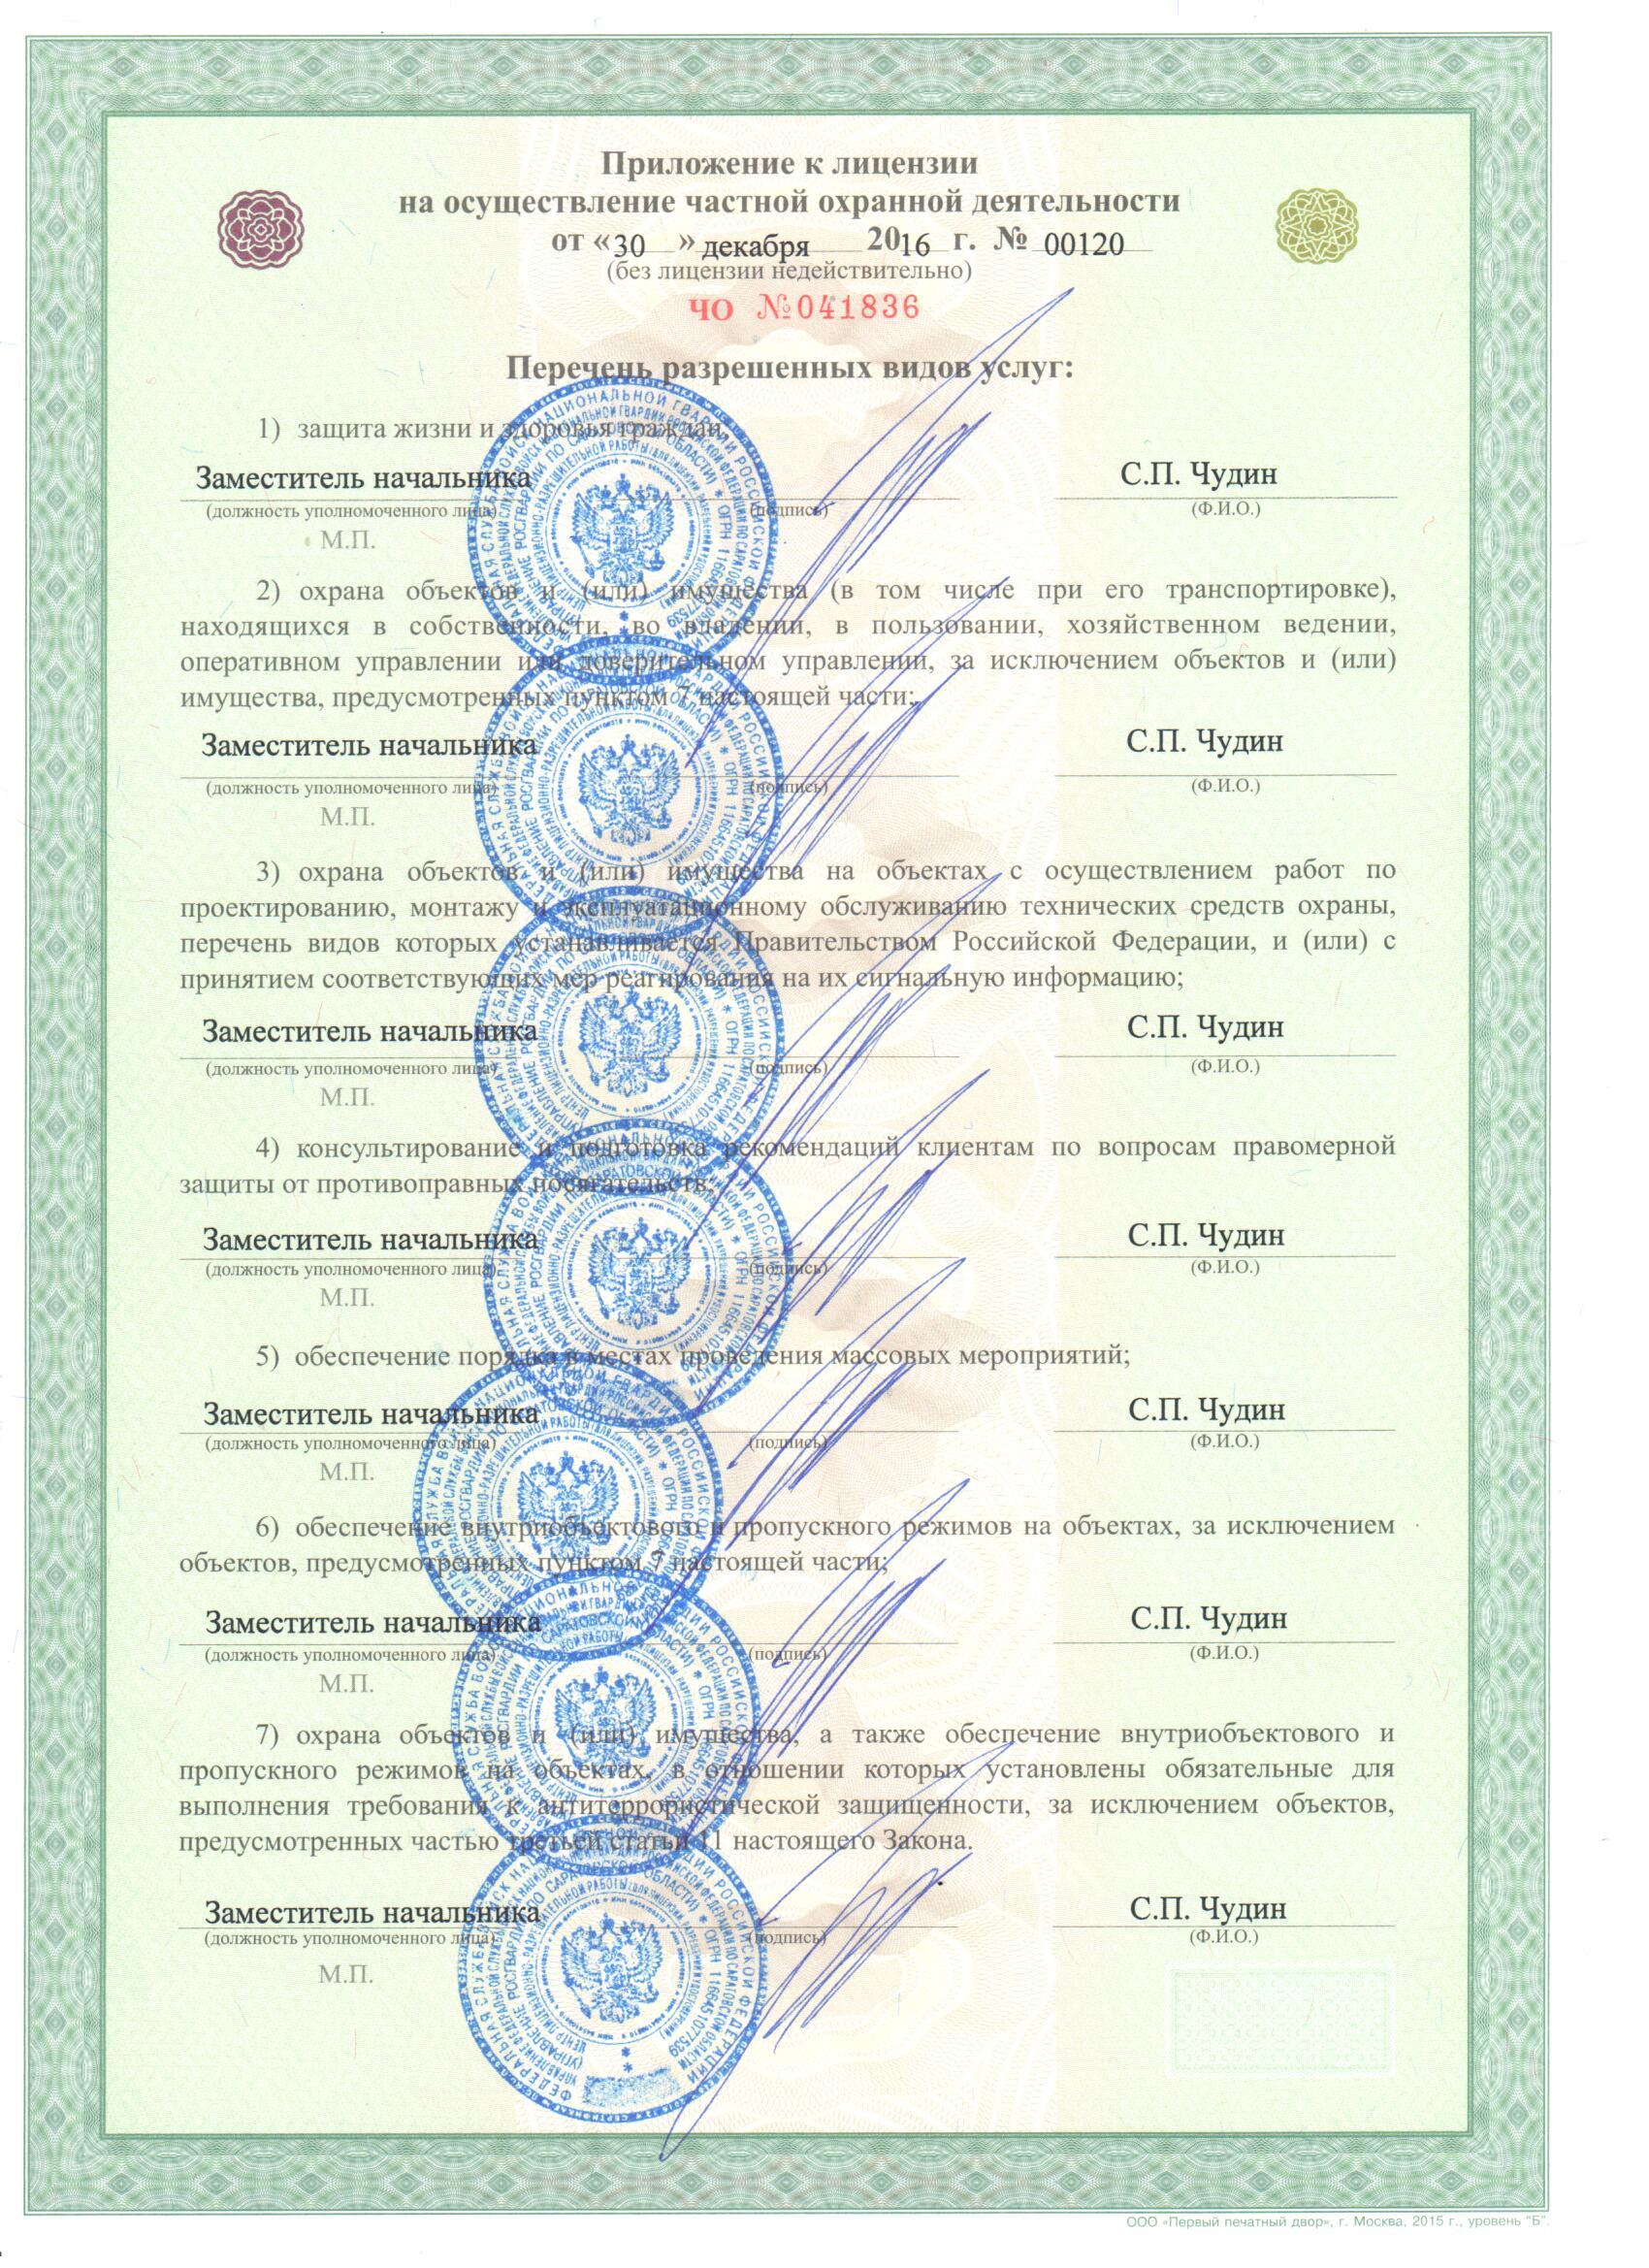 Приложение к лицензии
на осуществление частной охранной деятельности
от «30 » декабря 2016 г. № 00120
(без лицензии недействительно)
ЧО №041836
Перечень разрешенных видов услуг:
1) защита жизни и здоровья граждан;
Заместитель начальника С.П. Чудин
(должность уполномоченного лица) (подпись) (Ф.И.О.)
М.П.
2) охрана объектов и (или) имущества (в том числе при его транспортировке),
находящихся в собственности, во владении, в пользовании, хозяйственном ведении,
оперативном управлении или доверительном управлении, за исключением объектов и (или)
имущества, предусмотренных пунктом 7 настоящей части;
Заместитель начальника С.П. Чудин
(должность уполномоченного лица) (подпись) (Ф.И.О.)
М.П.
3) охрана объектов и (или) имущества на объектах с осуществлением работ по
проектированию, монтажу и эксплуатационному обслуживанию технических средств охраны,
перечень видов которых устанавливается Правительством Российской Федерации, и (или) с
принятием соответствующих мер реагирования на их сигнальную информацию;
Заместитель начальника С.П. Чудин
(должность уполномоченного лица) (подпись) (Ф.И.О.)
М.П.
4) консультирование и подготовка рекомендаций клиентам по вопросам правомерной
защиты от противоправных посягательств;
Заместитель начальника С.П. Чудин
(должность уполномоченного лица) (подпись) (Ф.И.О.)
М.П.
5) обеспечение порядка в местах проведения массовых мероприятий;
Заместитель начальника С.П. Чудин
(должность уполномоченного лица) (подпись) (Ф.И.О.)
М.П.
6) обеспечение внутриобъектового и пропускного режимов на объектах, за исключением
объектов, предусмотренных пунктом 7 настоящей части;
Заместитель начальника С.П. Чудин
(должность уполномоченного лица) (подпись) (Ф.И.О.)
М.П.
7) охрана объектов и (или) имущества, а также обеспечение внутриобъектового и
пропускного режимов на объектах, в отношении которых установлены обязательные для
выполнения требования к антитеррористической защищенности, за исключением объектов,
предусмотренных частью третьей статьи 11 настоящего Закона.
Заместитель начальника С.П. Чудин
(должность уполномоченного лица) (подпись) (Ф.И.О.)
М.П.
ФЕДЕРАЛЬНАЯ СЛУЖБА ВОЙСК НАЦИОНАЛЬНОЙ ГВАРДИИ РОССИЙСКОЙ ФЕДЕРАЦИИ
ОГРН 1166451077539
ООО «Первый печатный двор», г. Москва, 2015 г., уровень "Б".